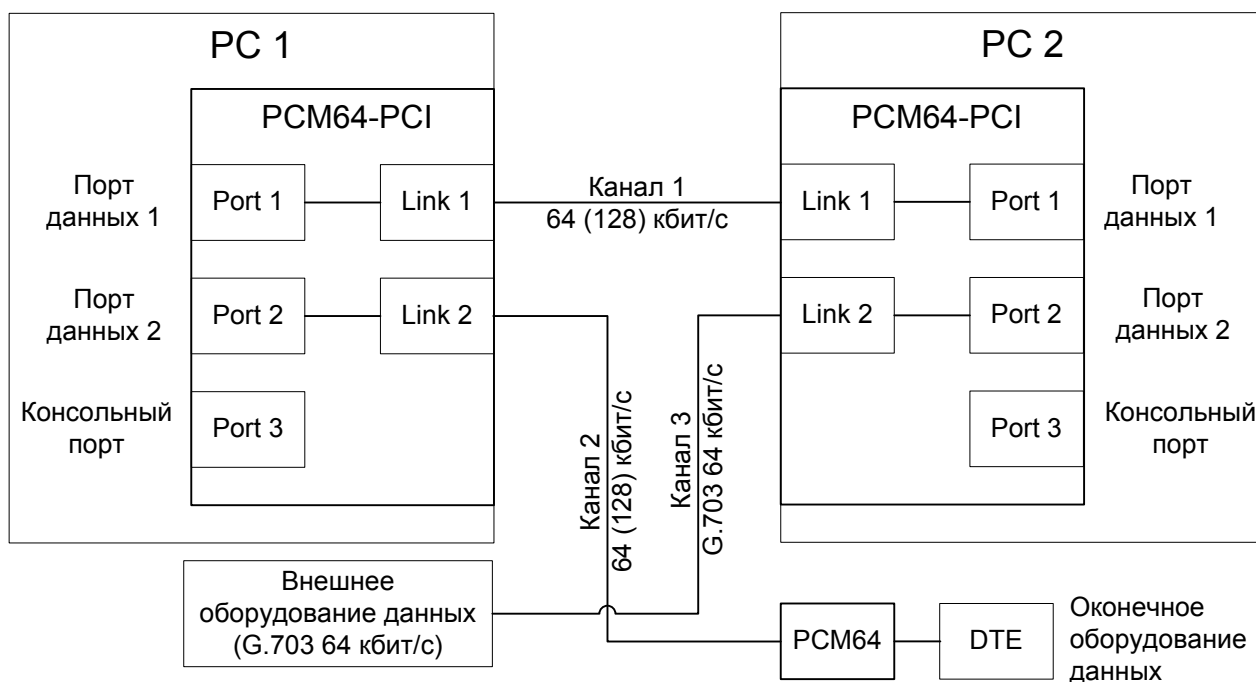 PC 1
PC 2
PCM64-PCI
PCM64-PCI
Порт
данных 1
Port 1
Link 1
Канал 1
64 (128) кбит/с
Link 1
Port 1
Порт
данных 1
Порт
данных 2
Port 2
Link 2
Link 2
Port 2
Порт
данных 2
Консольный
порт
Port 3
Канал 2
64 (128) кбит/с
Канал 3
G.703 64 кбит/с
Port 3
Консольный
порт
Внешнее
оборудование данных
(G.703 64 кбит/с)
PCM64
DTE
Оконечное
оборудование
данных